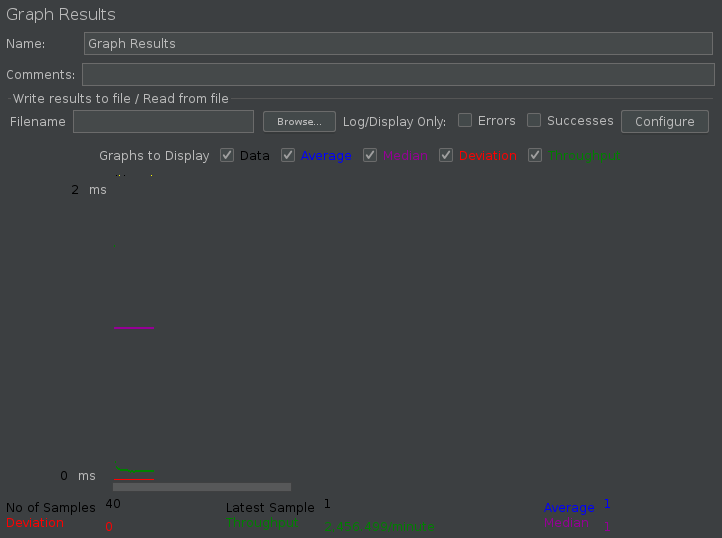 Graph Results
Name: Graph Results
Comments:
Write results to file / Read from file
Filename Browse... Log/Display Only: Errors Successes Configure
Graphs to Display Data Average Median Deviation Throughput
2 ms
0 ms
No of Samples 40 Latest Sample 1 Average 1
Deviation 0 Throughput 2,456.499/minute Median